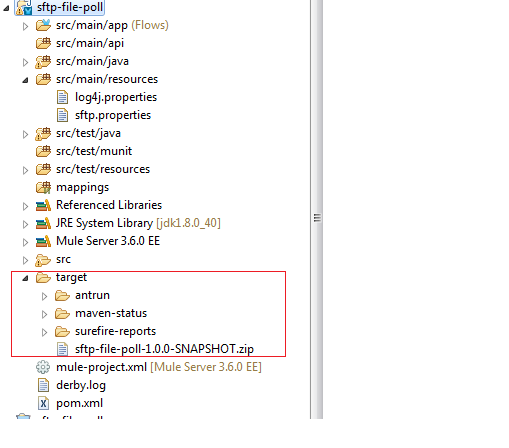 sftp-file-poll
src/main/app (Flows)
src/main/api
src/main/java
src/main/resources
log4j.properties
sftp.properties
src/test/java
src/test/munit
src/test/resources
mappings
Referenced Libraries
JRE System Library [jdk1.8.0_40]
Mule Server 3.6.0 EE
src
target
antrun
maven-status
surefire-reports
sftp-file-poll-1.0.0-SNAPSHOT.zip
mule-project.xml [Mule Server 3.6.0 EE]
derby.log
pom.xml